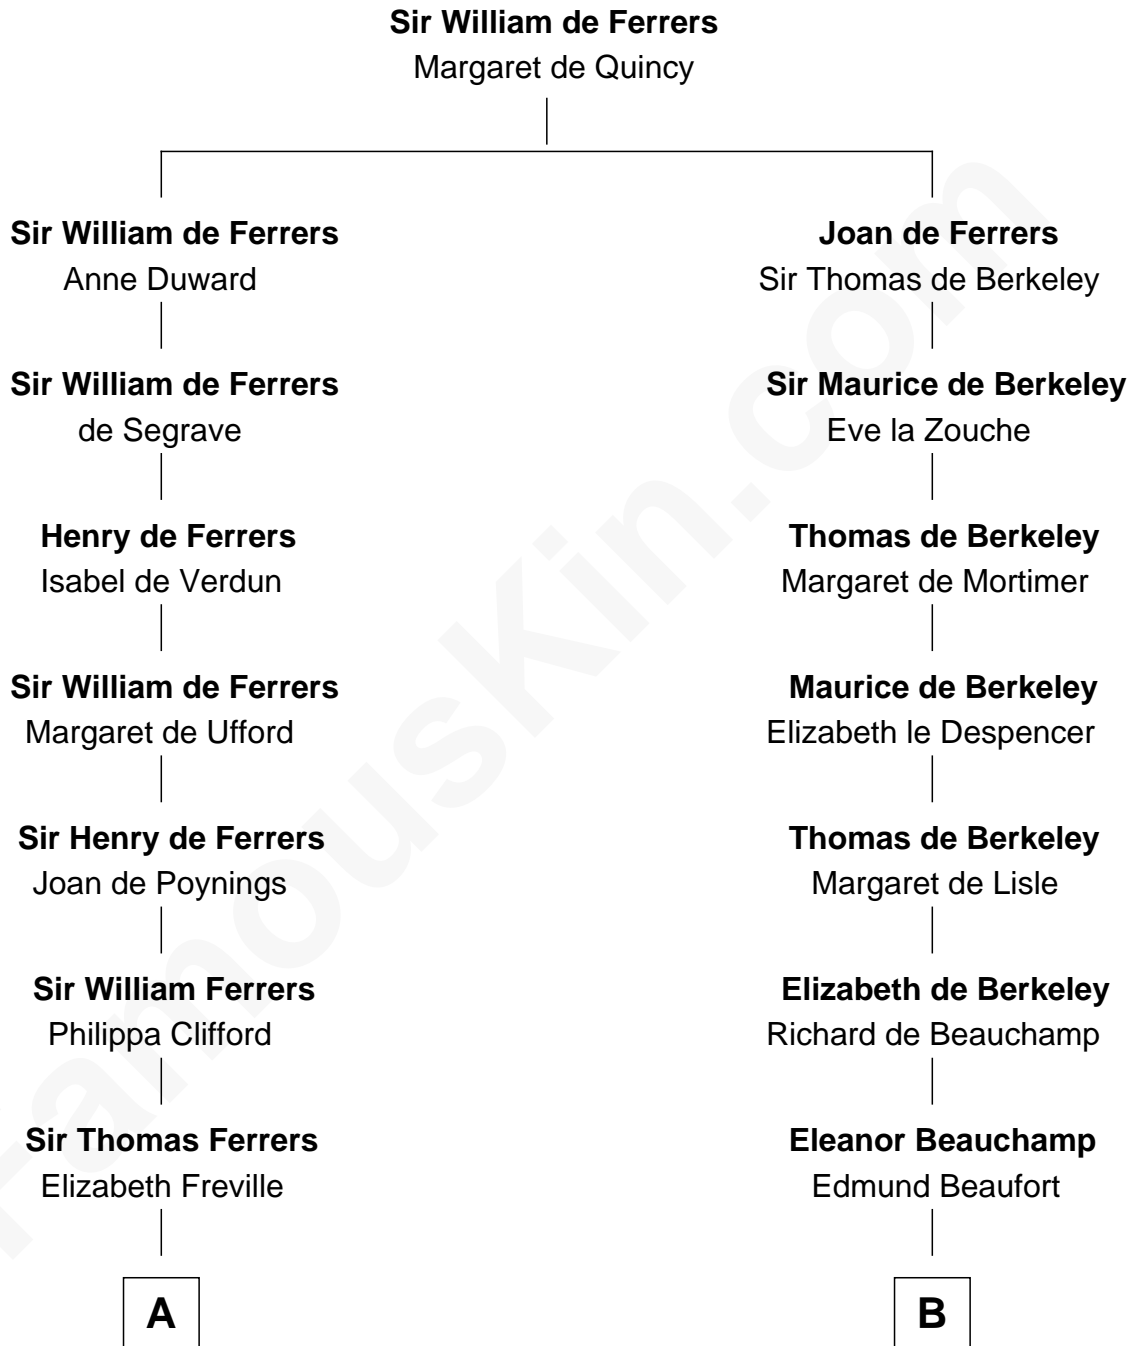 Sir William de Ferrers
Margaret de Quincy
Sir William de Ferrers
Anne Duward
Sir William de Ferrers
de Segrave
Henry de Ferrers
Isabel de Verdun
Sir William de Ferrers
Margaret de Ufford
Sir Henry de Ferrers
Joan de Poynings
Sir William Ferrers
Philippa Clifford
Sir Thomas Ferrers
Elizabeth Freville
A
Joan de Ferrers
Sir Thomas de Berkeley
Sir Maurice de Berkeley
Eve la Zouche
Thomas de Berkeley
Margaret de Mortimer
Maurice de Berkeley
Elizabeth le Despencer
Thomas de Berkeley
Margaret de Lisle
Elizabeth de Berkeley
Richard de Beauchamp
Eleanor Beauchamp
Edmund Beaufort
B
FamousKin.com